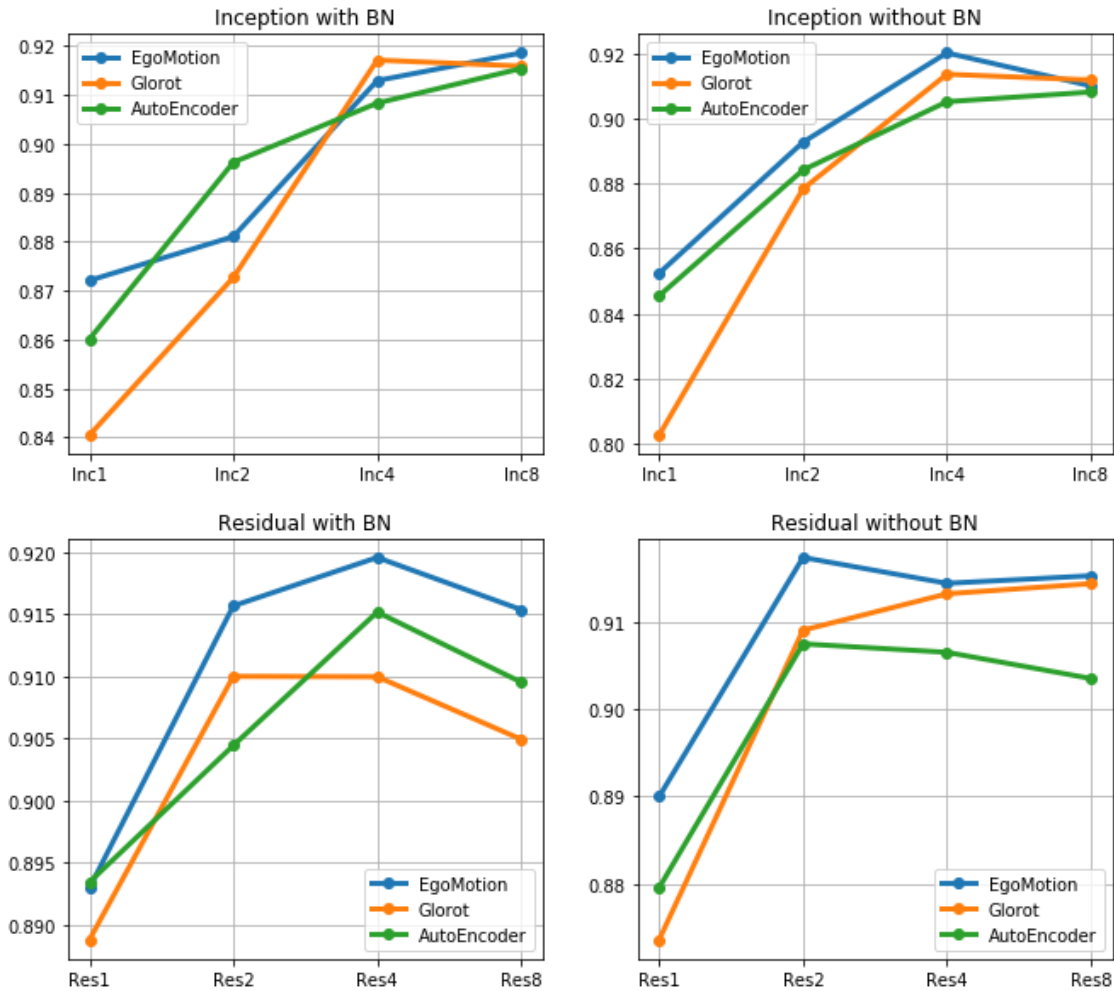 Inception with BN
0.92
0.91
0.90
0.89
0.88
0.87
0.86
0.85
0.84
EgoMotion
Glorot
AutoEncoder
Inc1 Inc2 Inc4 Inc8
Inception without BN
0.92
0.90
0.88
0.86
0.84
0.82
0.80
EgoMotion
Glorot
AutoEncoder
Inc1 Inc2 Inc4 Inc8
Residual with BN
0.920
0.915
0.910
0.905
0.900
0.895
0.890
EgoMotion
Glorot
AutoEncoder
Res1 Res2 Res4 Res8
Residual without BN
0.91
0.90
0.89
0.88
EgoMotion
Glorot
AutoEncoder
Res1 Res2 Res4 Res8